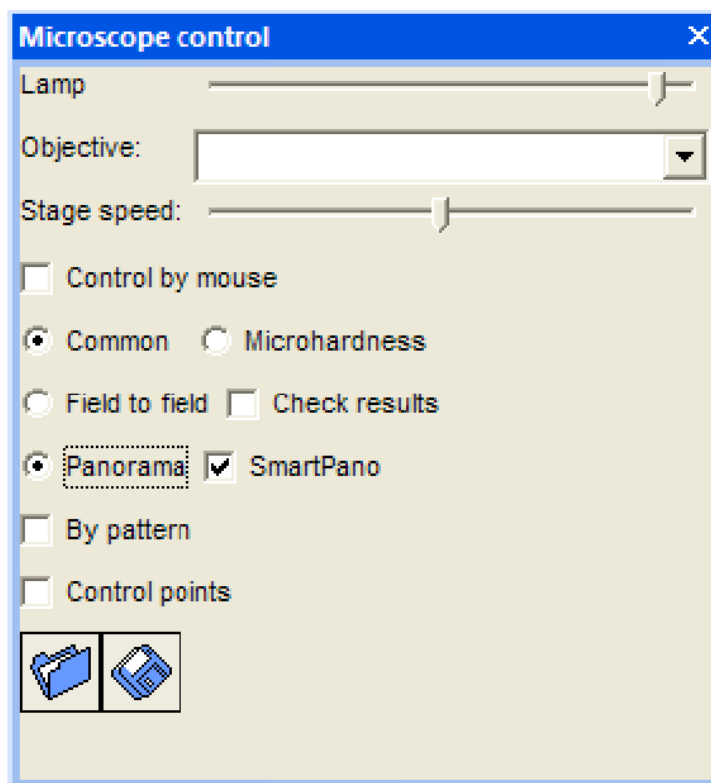 Microscope control
Lamp
Objective:
Stage speed:
Control by mouse
Common Microhardness
Field to field Check results
Panorama SmartPano
By pattern
Control points